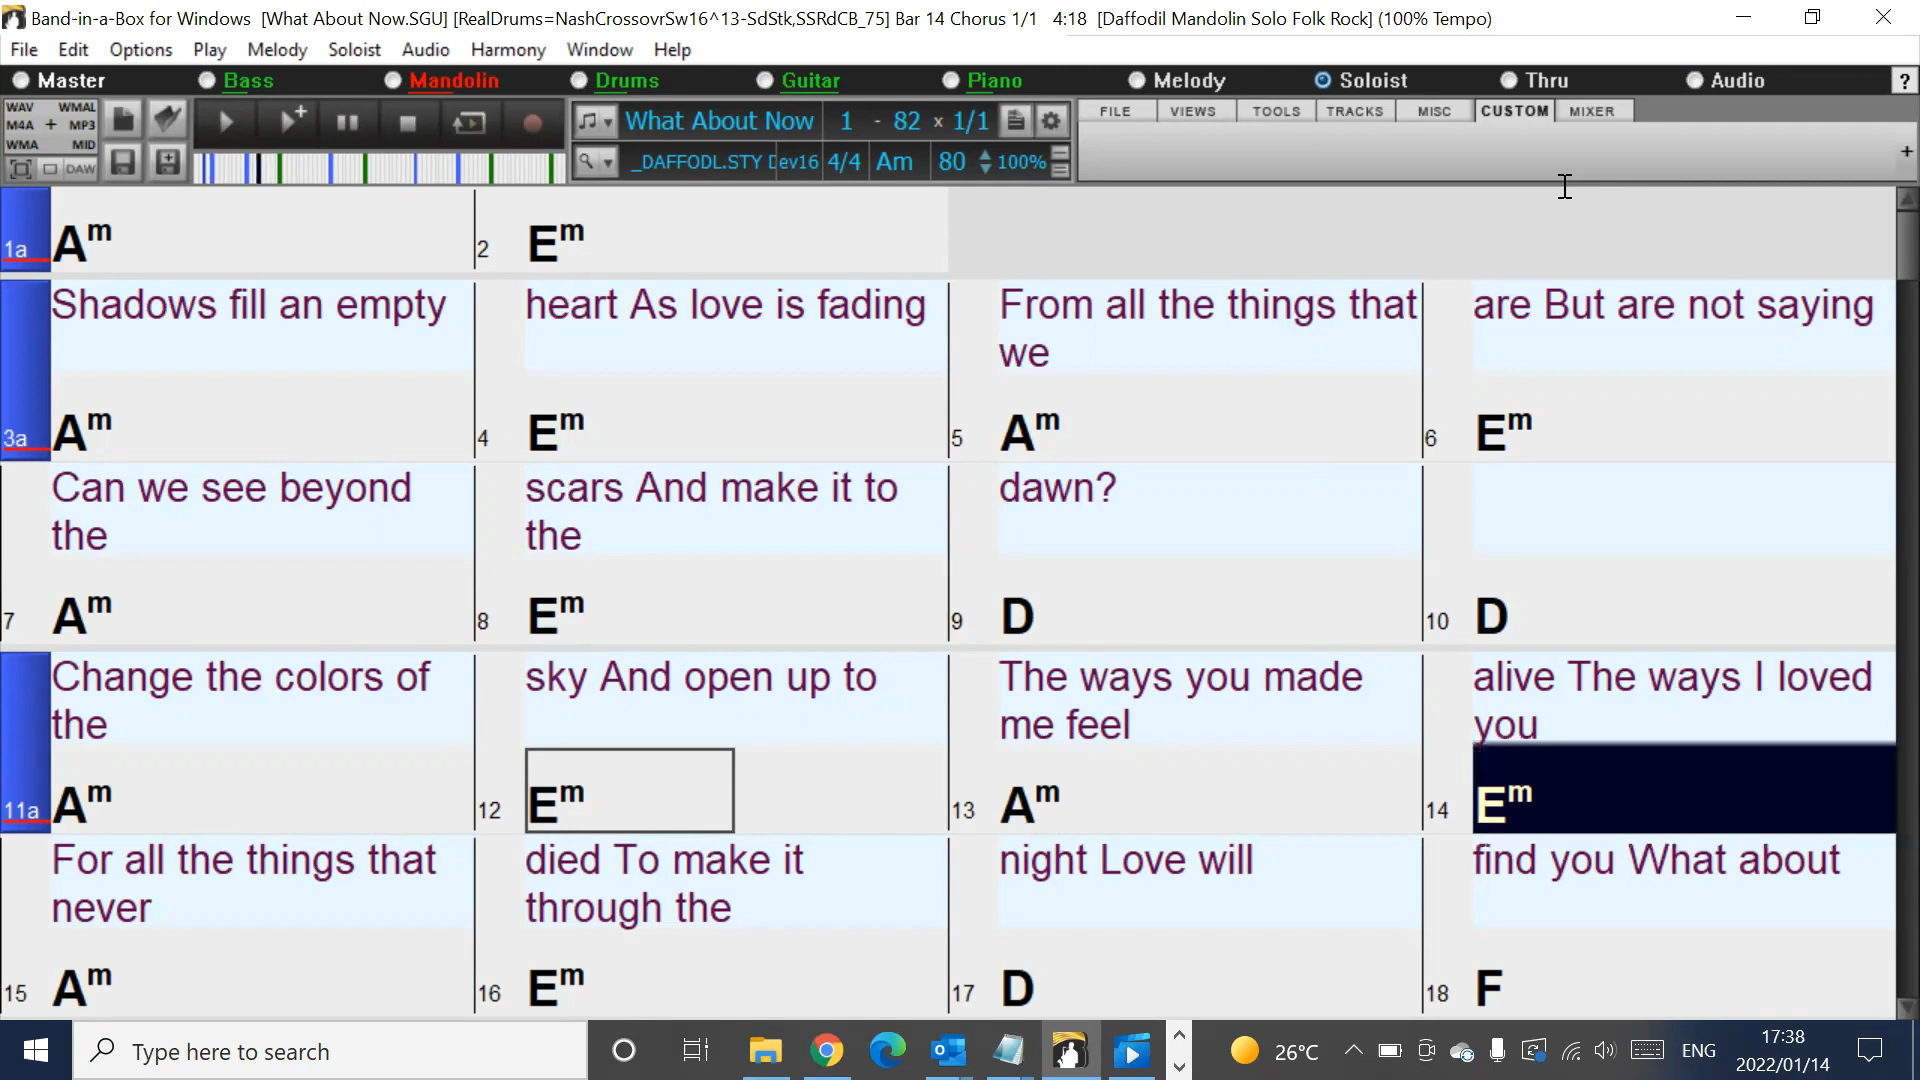 Band-in-a-Box for Windows [What About Now.SGU] [RealDrums=NashCrossovrSw16^13-SdStk,SSRdCB_75] Bar 14 Chorus 1/1 4:18 [Daffodil Mandolin Solo Folk Rock] (100% Tempo)
File Edit Options Play Melody Soloist Audio Harmony Window Help
Master Bass Mandolin Drums Guitar Piano Melody Soloist Thru Audio ?
WAV WMAL
M4A + MP3
WMA MID
DAW
What About Now 1 - 82 x 1/1
_DAFFODL.STY ev16 4/4 Am 80 100%
FILE VIEWS TOOLS TRACKS MISC CUSTOM MIXER
+
1a Am 2 Em
Shadows fill an empty heart As love is fading From all the things that are But are not saying
we
3a Am 4 Em 5 Am 6 Em
Can we see beyond scars And make it to dawn?
the the
7 Am 8 Em 9 D 10 D
Change the colors of sky And open up to The ways you made alive The ways I loved
the me feel you
11a Am 12 Em 13 Am 14 Em
For all the things that died To make it night Love will find you What about
never through the
15 Am 16 Em 17 D 18 F
Type here to search
26°C
ENG
17:38
2022/01/14